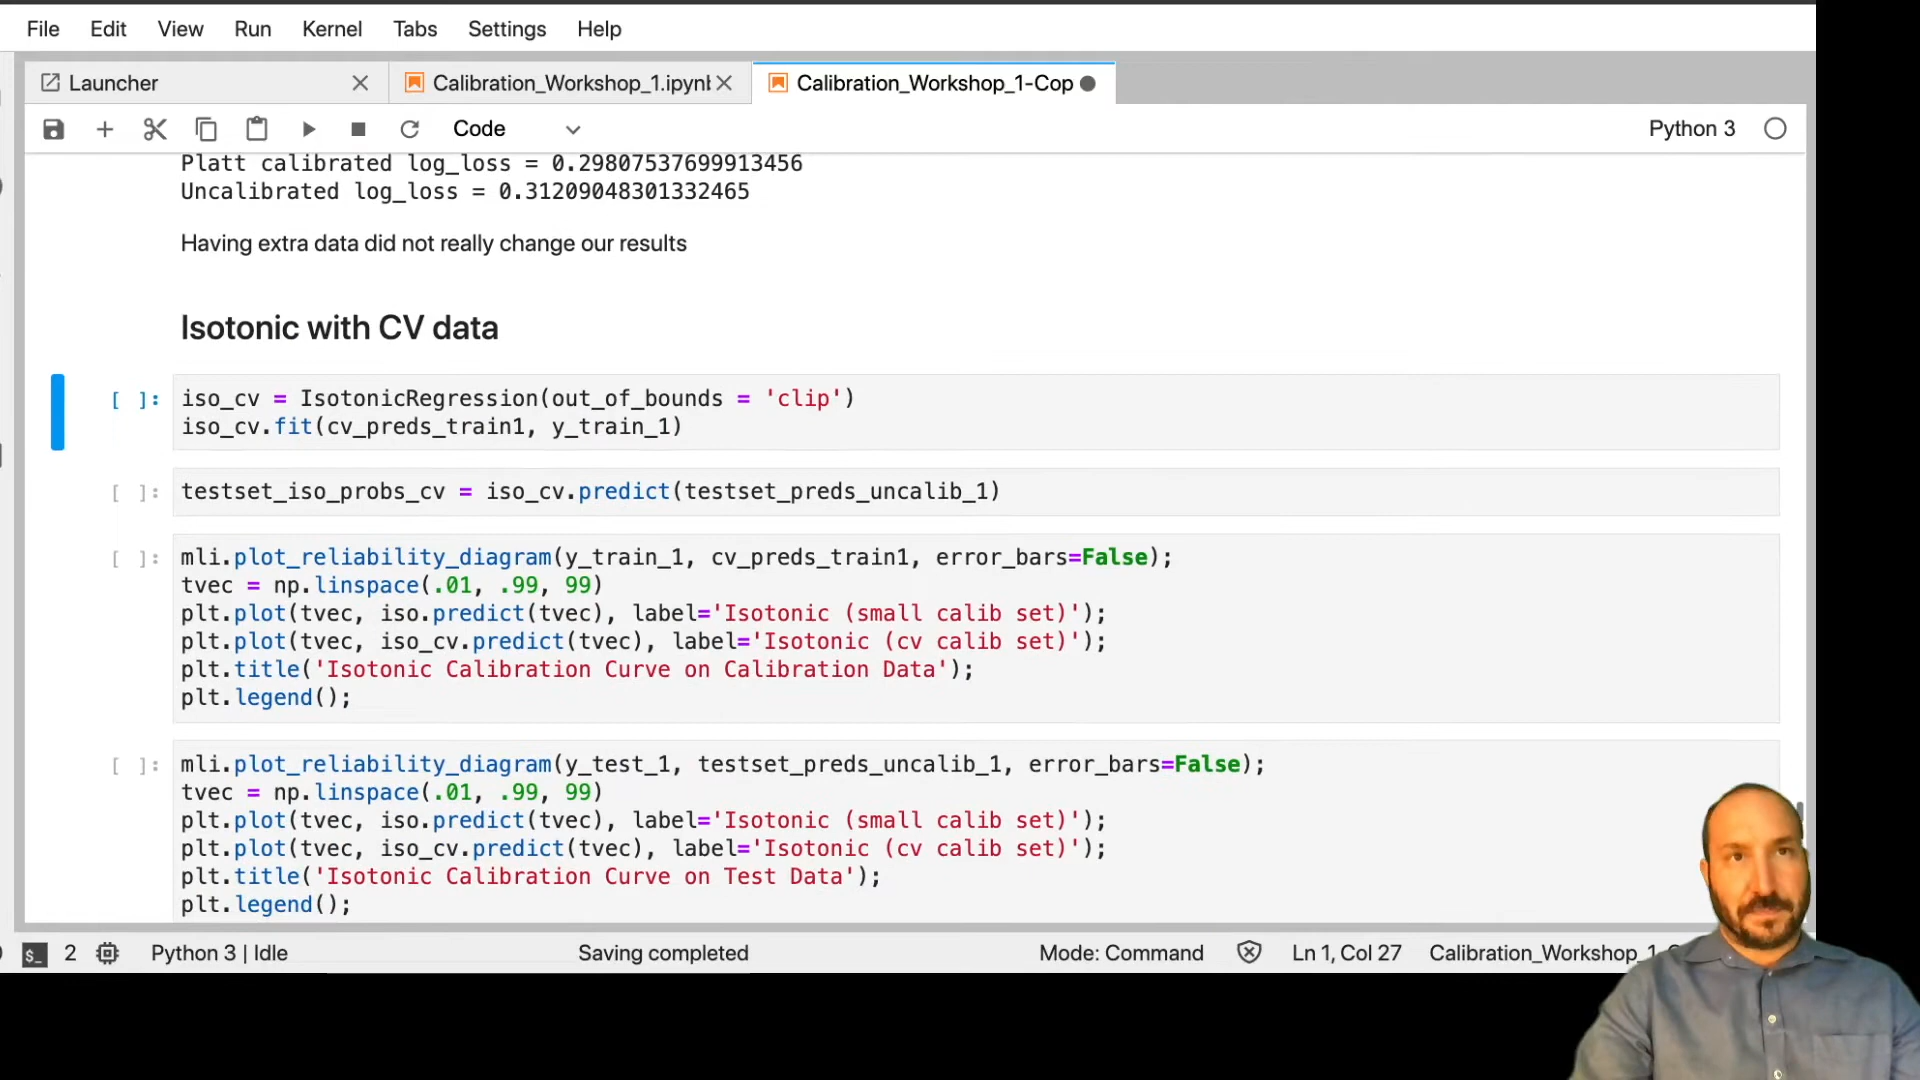 File Edit View Run Kernel Tabs Settings Help
Launcher Calibration_Workshop_1.ipynb Calibration_Workshop_1-Cop
Code Python 3
Platt calibrated log_loss = 0.29807537699913456
Uncalibrated log_loss = 0.31209048301332465
Having extra data did not really change our results
Isotonic with CV data
[ ]: iso_cv = IsotonicRegression(out_of_bounds = 'clip')
iso_cv.fit(cv_preds_train1, y_train_1)
[ ]: testset_iso_probs_cv = iso_cv.predict(testset_preds_uncalib_1)
[ ]: mli.plot_reliability_diagram(y_train_1, cv_preds_train1, error_bars=False);
tvec = np.linspace(.01, .99, 99)
plt.plot(tvec, iso.predict(tvec), label='Isotonic (small calib set)');
plt.plot(tvec, iso_cv.predict(tvec), label='Isotonic (cv calib set)');
plt.title('Isotonic Calibration Curve on Calibration Data');
plt.legend();
[ ]: mli.plot_reliability_diagram(y_test_1, testset_preds_uncalib_1, error_bars=False);
tvec = np.linspace(.01, .99, 99)
plt.plot(tvec, iso.predict(tvec), label='Isotonic (small calib set)');
plt.plot(tvec, iso_cv.predict(tvec), label='Isotonic (cv calib set)');
plt.title('Isotonic Calibration Curve on Test Data');
plt.legend();
$_ 2 Python 3 | Idle Saving completed Mode: Command Ln 1, Col 27 Calibration_Workshop_1-C